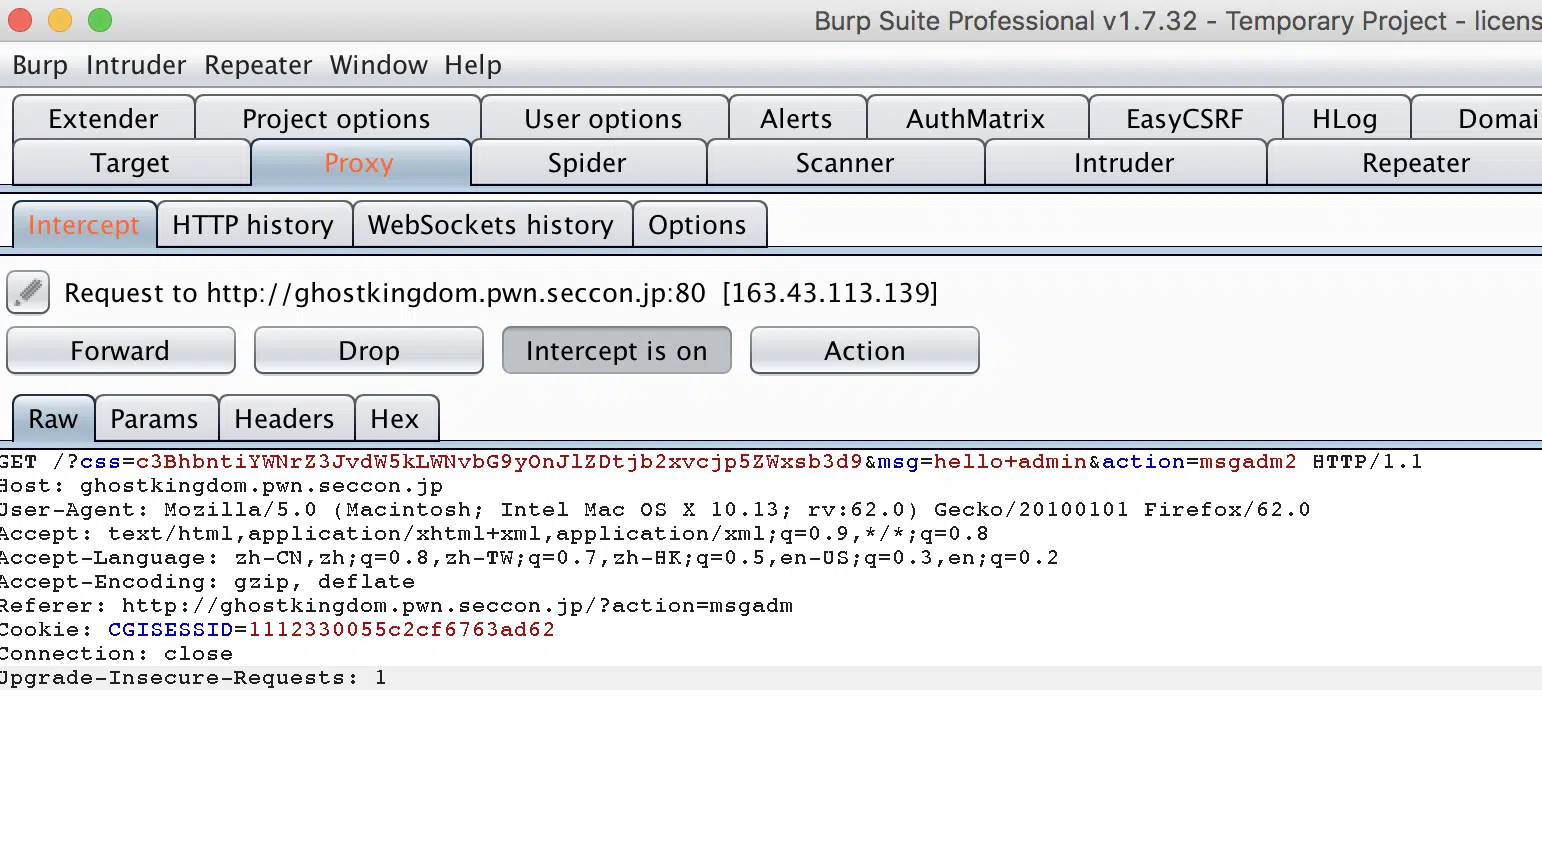 Burp Suite Professional v1.7.32 - Temporary Project - licens
Burp Intruder Repeater Window Help
Extender Project options User options Alerts AuthMatrix EasyCSRF HLog Domai
Target Proxy Spider Scanner Intruder Repeater
Intercept HTTP history WebSockets history Options
Request to http://ghostkingdom.pwn.seccon.jp:80 [163.43.113.139]
Forward Drop Intercept is on Action
Raw Params Headers Hex
GET /?css=c3BhbntiYWNrZ3JvdW5kLWNvbG9yOnJlZDtjb2xvcjp5ZWxsb3d9&msg=hello+admin&action=msgadm2 HTTP/1.1
Host: ghostkingdom.pwn.seccon.jp
User-Agent: Mozilla/5.0 (Macintosh; Intel Mac OS X 10.13; rv:62.0) Gecko/20100101 Firefox/62.0
Accept: text/html,application/xhtml+xml,application/xml;q=0.9,*/*;q=0.8
Accept-Language: zh-CN,zh;q=0.8,zh-TW;q=0.7,zh-HK;q=0.5,en-US;q=0.3,en;q=0.2
Accept-Encoding: gzip, deflate
Referer: http://ghostkingdom.pwn.seccon.jp/?action=msgadm
Cookie: CGISESSID=1112330055c2cf6763ad62
Connection: close
Upgrade-Insecure-Requests: 1